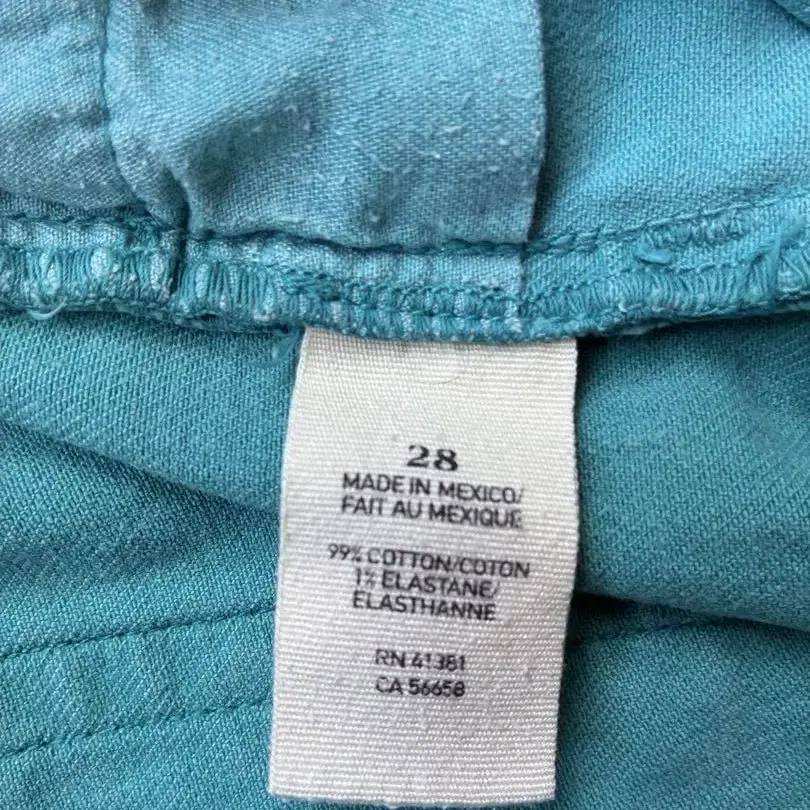 28
MADE IN MEXICO/
FAIT AU MEXIQUE
99% COTTON/COTON
1% ELASTANE/
ELASTHANNE
RN 41381
CA 56658